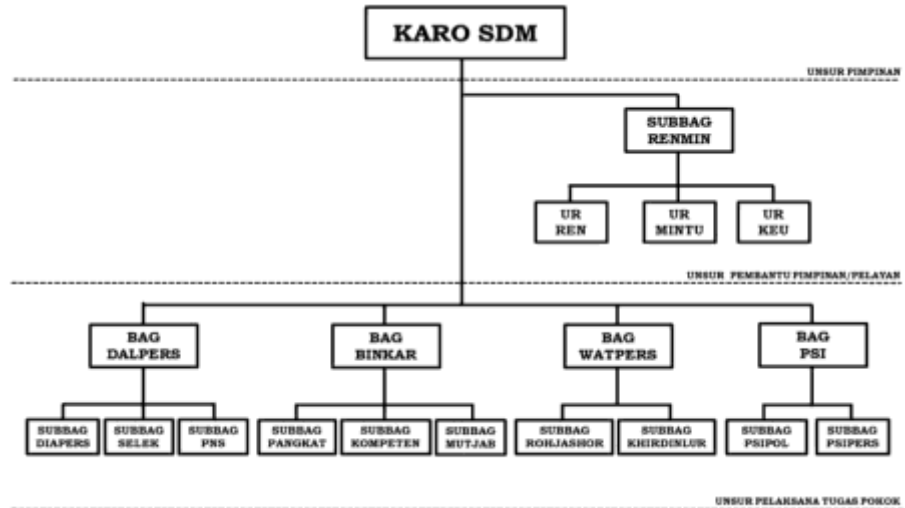 KARO SDM
UNSUR PIMPINAN
SUBBAG
RENMIN
UR
REN
UR
MINTU
UR
KEU
UNSUR PEMBANTU PIMPINAN/PELAYAN
BAG
DALPERS
BAG
BINKAR
BAG
WATPERS
BAG
PSI
SUBBAG
DIAPERS
SUBBAG
SELEK
SUBBAG
PNS
SUBBAG
PANGKAT
SUBBAG
KOMPETEN
SUBBAG
MUTJAB
SUBBAG
ROHJASHOR
SUBBAG
KHIRDINLUR
SUBBAG
PSIPOL
SUBBAG
PSIPERS
UNSUR PELAKSANA TUGAS POKOK